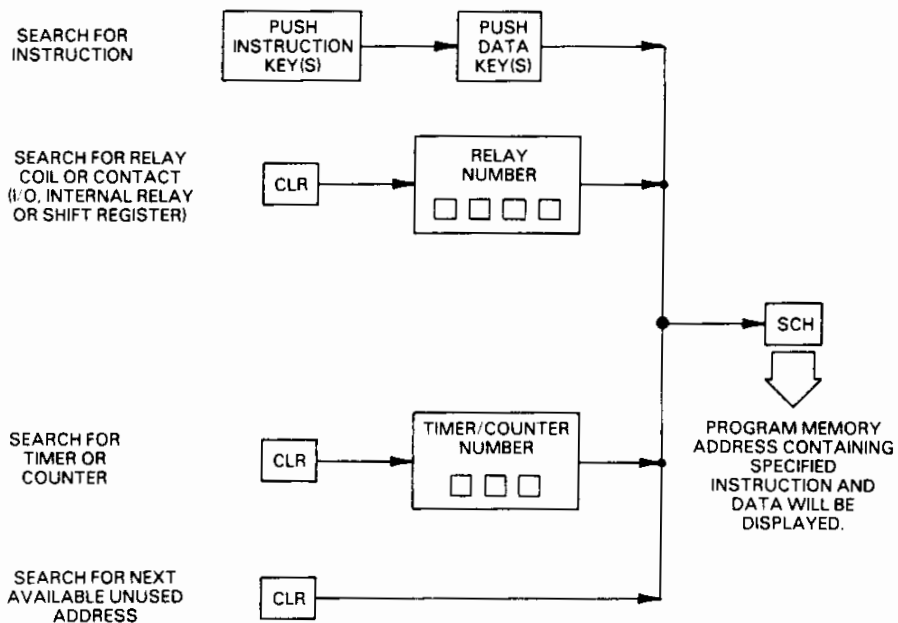 SEARCH FOR
INSTRUCTION
PUSH
INSTRUCTION
KEY(S)
PUSH
DATA
KEY(S)
SEARCH FOR RELAY
COIL OR CONTACT
(I/O, INTERNAL RELAY
OR SHIFT REGISTER)
CLR
RELAY
NUMBER
SCH
PROGRAM MEMORY
ADDRESS CONTAINING
SPECIFIED
INSTRUCTION AND
DATA WILL BE
DISPLAYED.
SEARCH FOR
TIMER OR
COUNTER
CLR
TIMER/COUNTER
NUMBER
SEARCH FOR NEXT
AVAILABLE UNUSED
ADDRESS
CLR